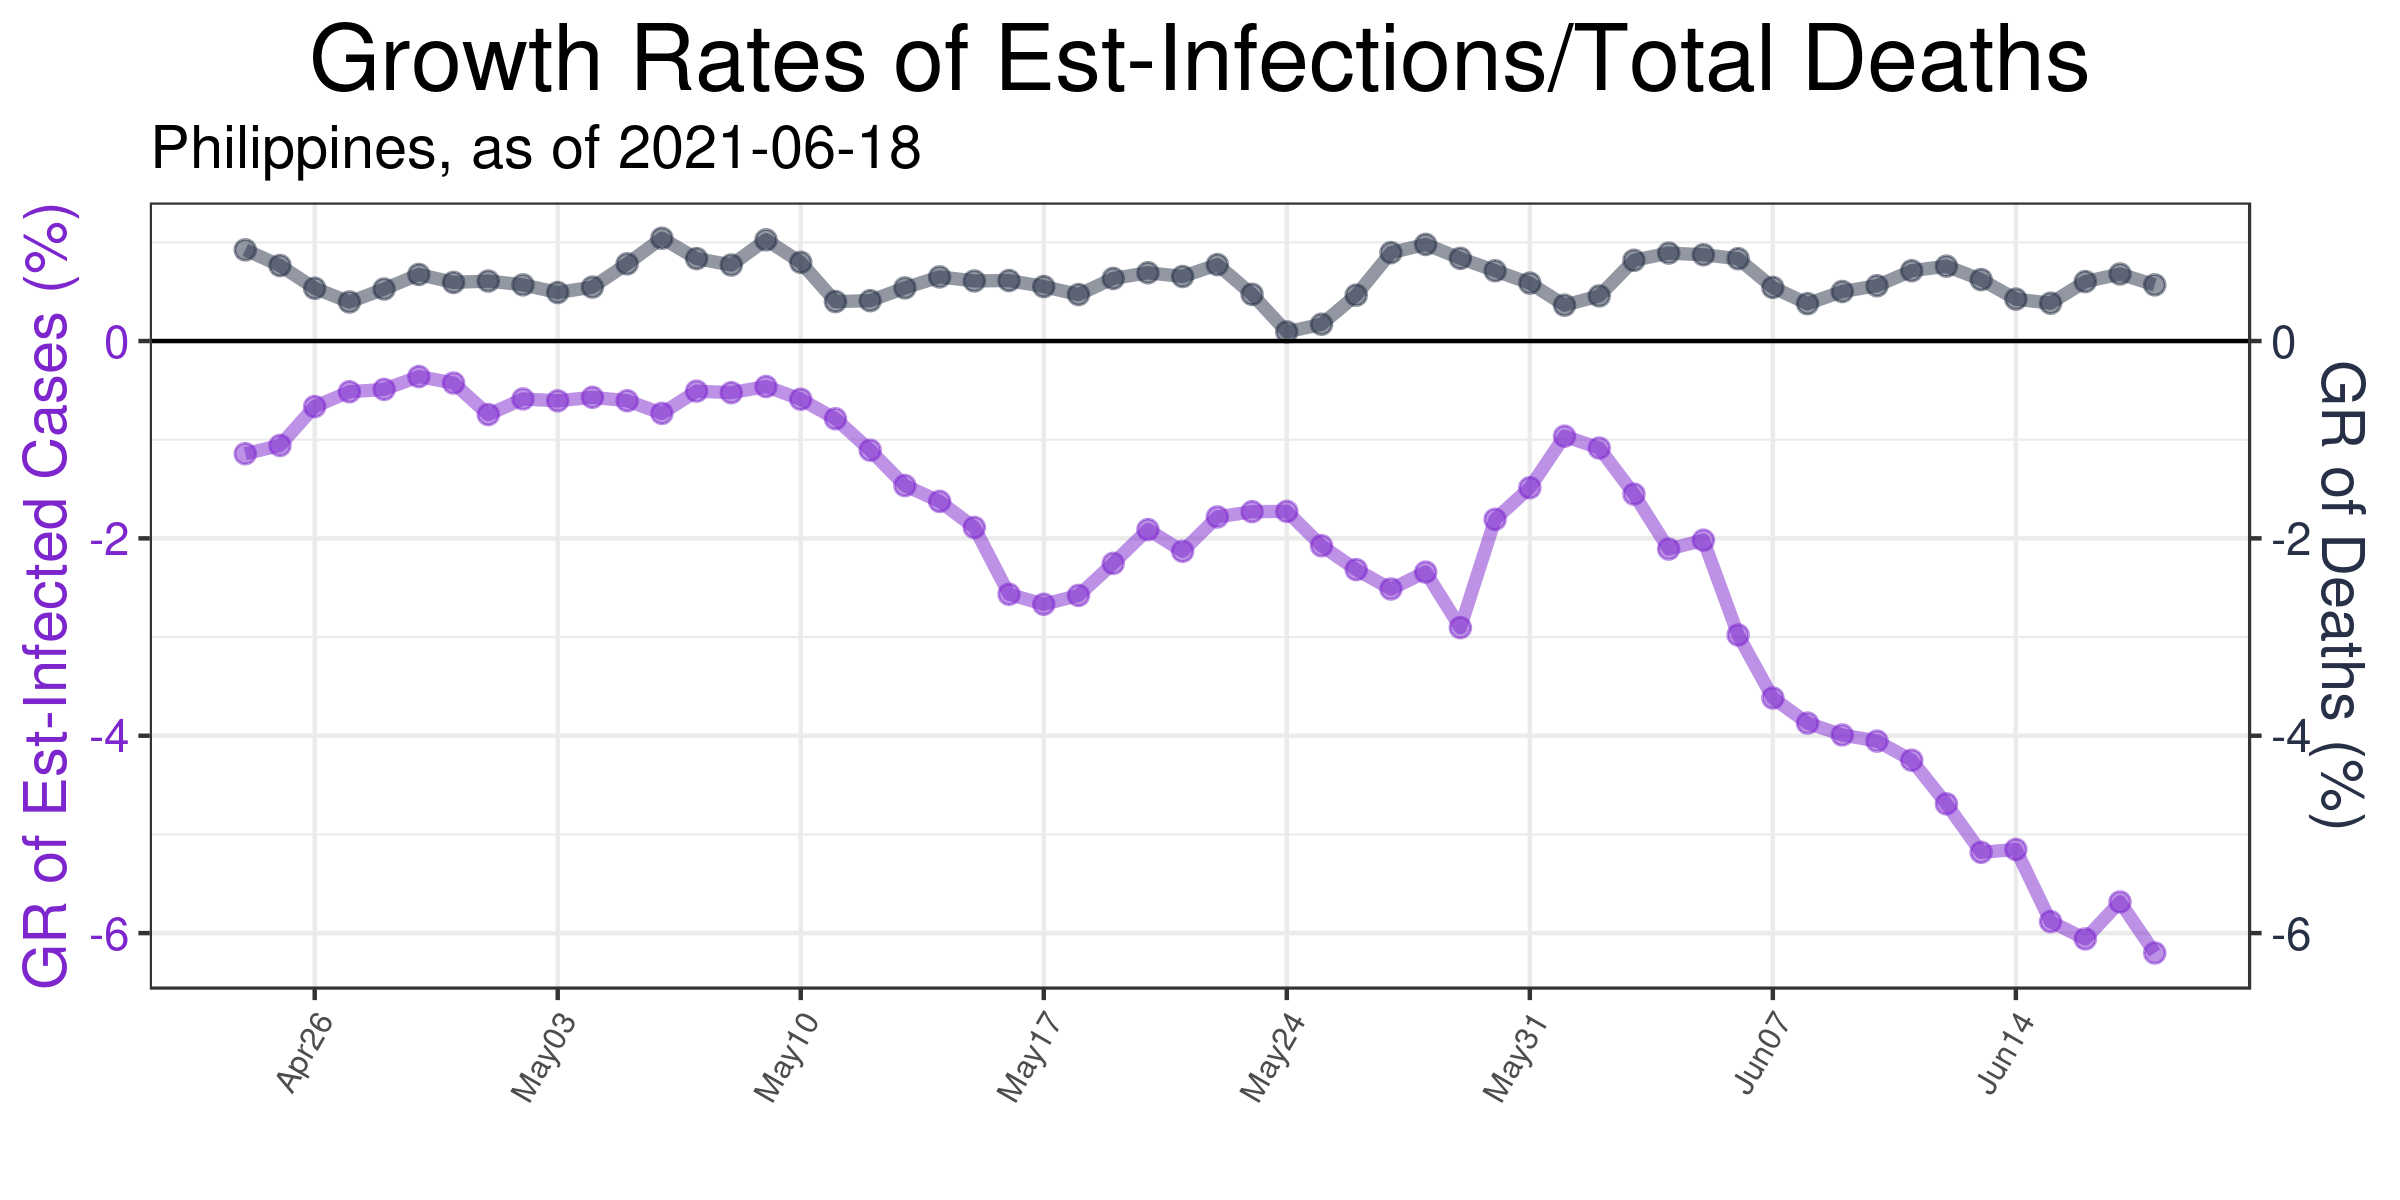 Growth Rates of Est-Infections/Total Deaths
Philippines, as of 2021-06-18
GR of Est-Infected Cases (%)
0
-2
-4
-6
0
-2
-4
-6
GR of Deaths (%)
Apr26
May03
May10
May17
May24
May31
Jun07
Jun14